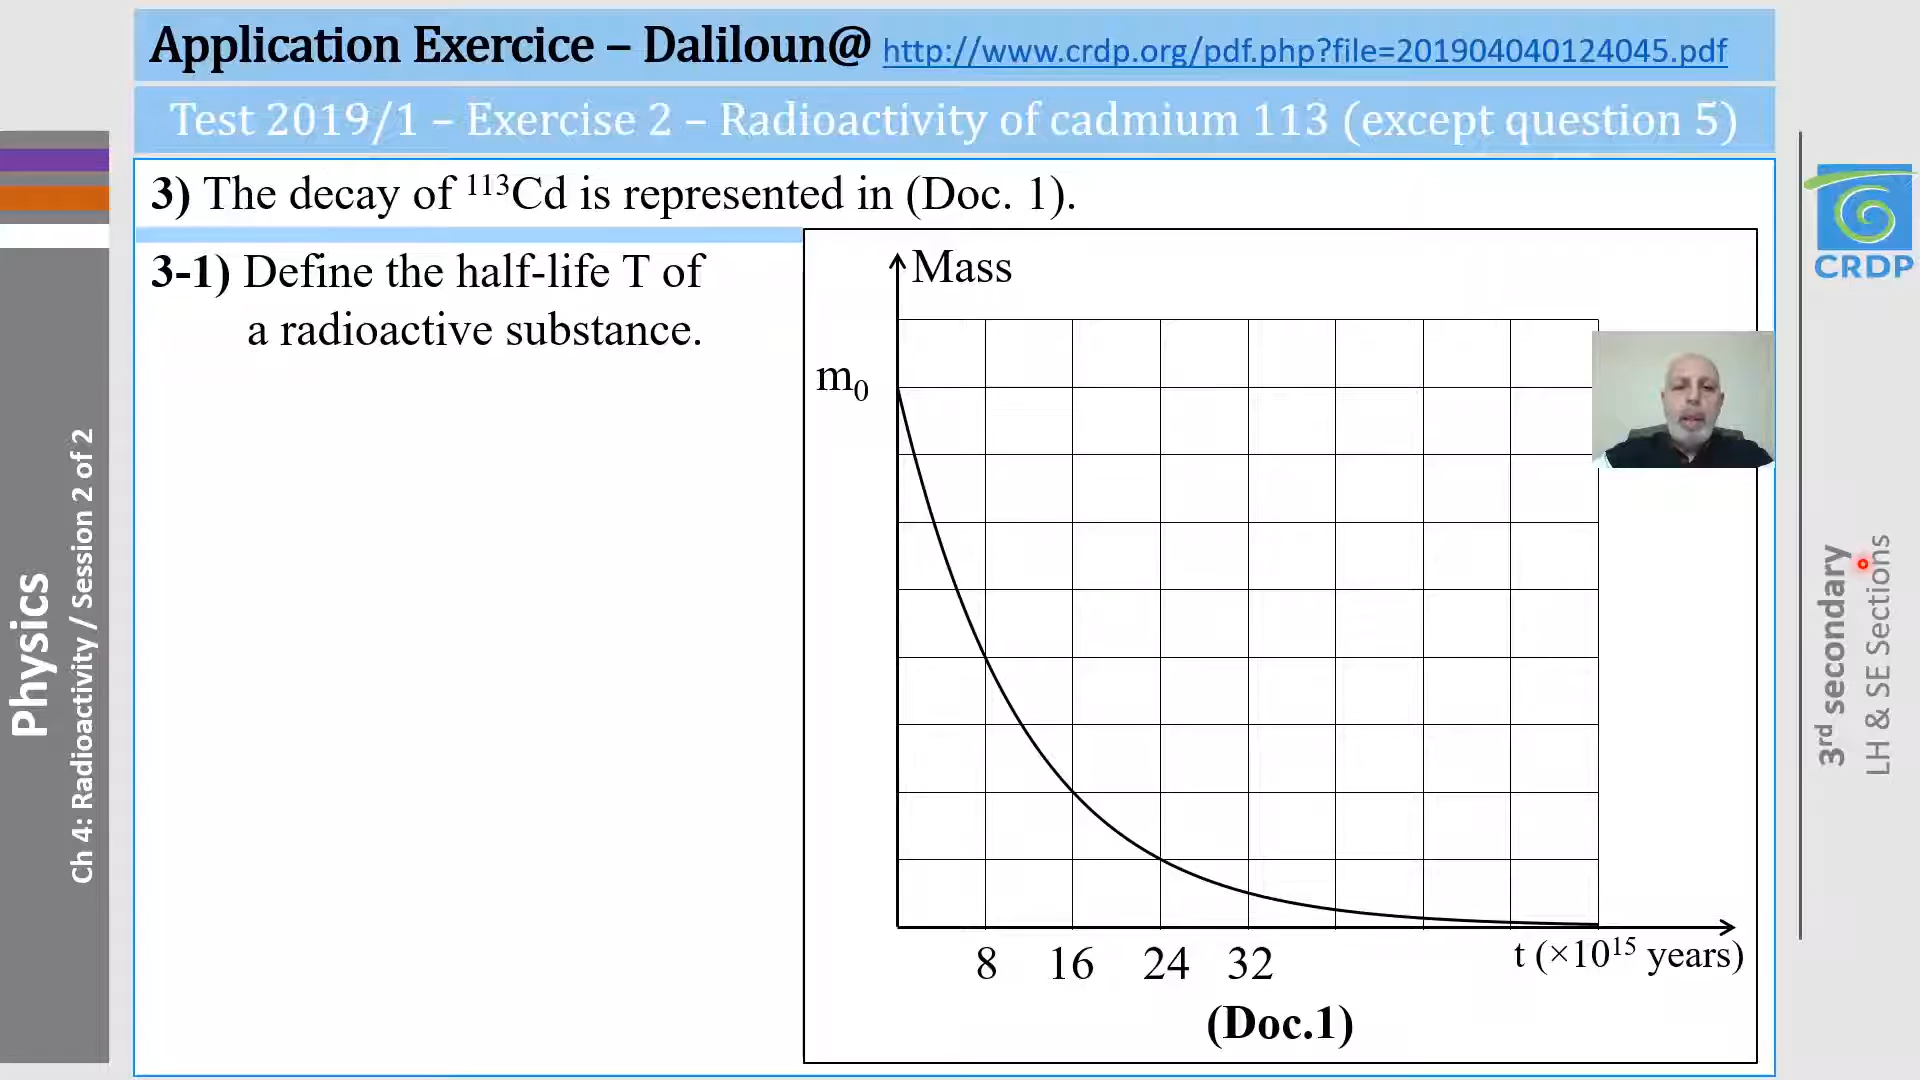 Application Exercice – Daliloun@ http://www.crdp.org/pdf.php?file=201904040124045.pdf
Test 2019/1 – Exercise 2 – Radioactivity of cadmium 113 (except question 5)
3) The decay of ¹¹³Cd is represented in (Doc. 1).
3-1) Define the half-life T of
a radioactive substance.
Mass
m₀
8 16 24 32
t (×10¹⁵ years)
(Doc.1)
Physics
Ch 4: Radioactivity / Session 2 of 2
CRDP
3rd secondary
LH & SE Sections